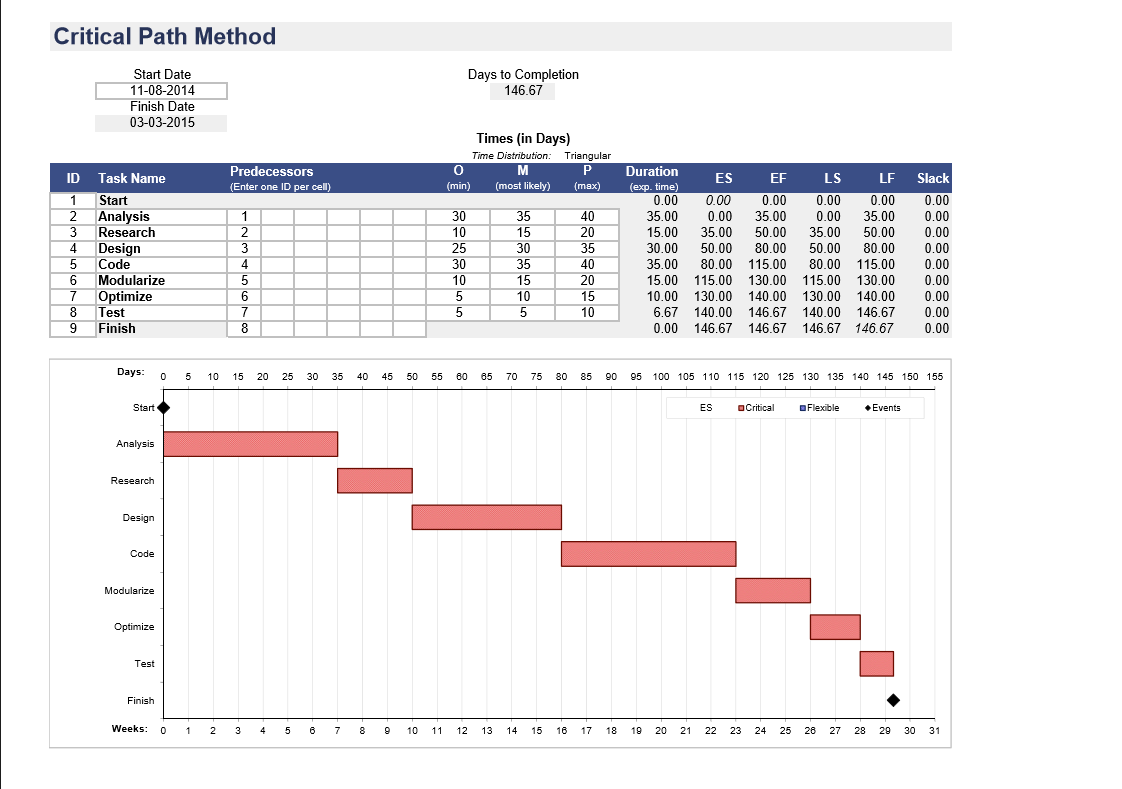 Critical Path Method
Start Date
Days to Completion
11-08-2014
146.67
Finish Date
03-03-2015
Times (in Days)
Time Distribution: Triangular
ID Task Name Predecessors (Enter one ID per cell) O (min) M (most likely) P (max) Duration (exp. time) ES EF LS LF Slack
1 Start 0.00 0.00 0.00 0.00 0.00 0.00
2 Analysis 1 30 35 40 35.00 0.00 35.00 0.00 35.00 0.00
3 Research 2 10 15 20 15.00 35.00 50.00 35.00 50.00 0.00
4 Design 3 25 30 35 30.00 50.00 80.00 50.00 80.00 0.00
5 Code 4 30 35 40 35.00 80.00 115.00 80.00 115.00 0.00
6 Modularize 5 10 15 20 15.00 115.00 130.00 115.00 130.00 0.00
7 Optimize 6 5 10 15 10.00 130.00 140.00 130.00 140.00 0.00
8 Test 7 5 5 10 6.67 140.00 146.67 140.00 146.67 0.00
9 Finish 8 0.00 146.67 146.67 146.67 146.67 0.00
Days: 0 5 10 15 20 25 30 35 40 45 50 55 60 65 70 75 80 85 90 95 100 105 110 115 120 125 130 135 140 145 150 155
Start
ES Critical Flexible Events
Analysis
Research
Design
Code
Modularize
Optimize
Test
Finish
Weeks: 0 1 2 3 4 5 6 7 8 9 10 11 12 13 14 15 16 17 18 19 20 21 22 23 24 25 26 27 28 29 30 31